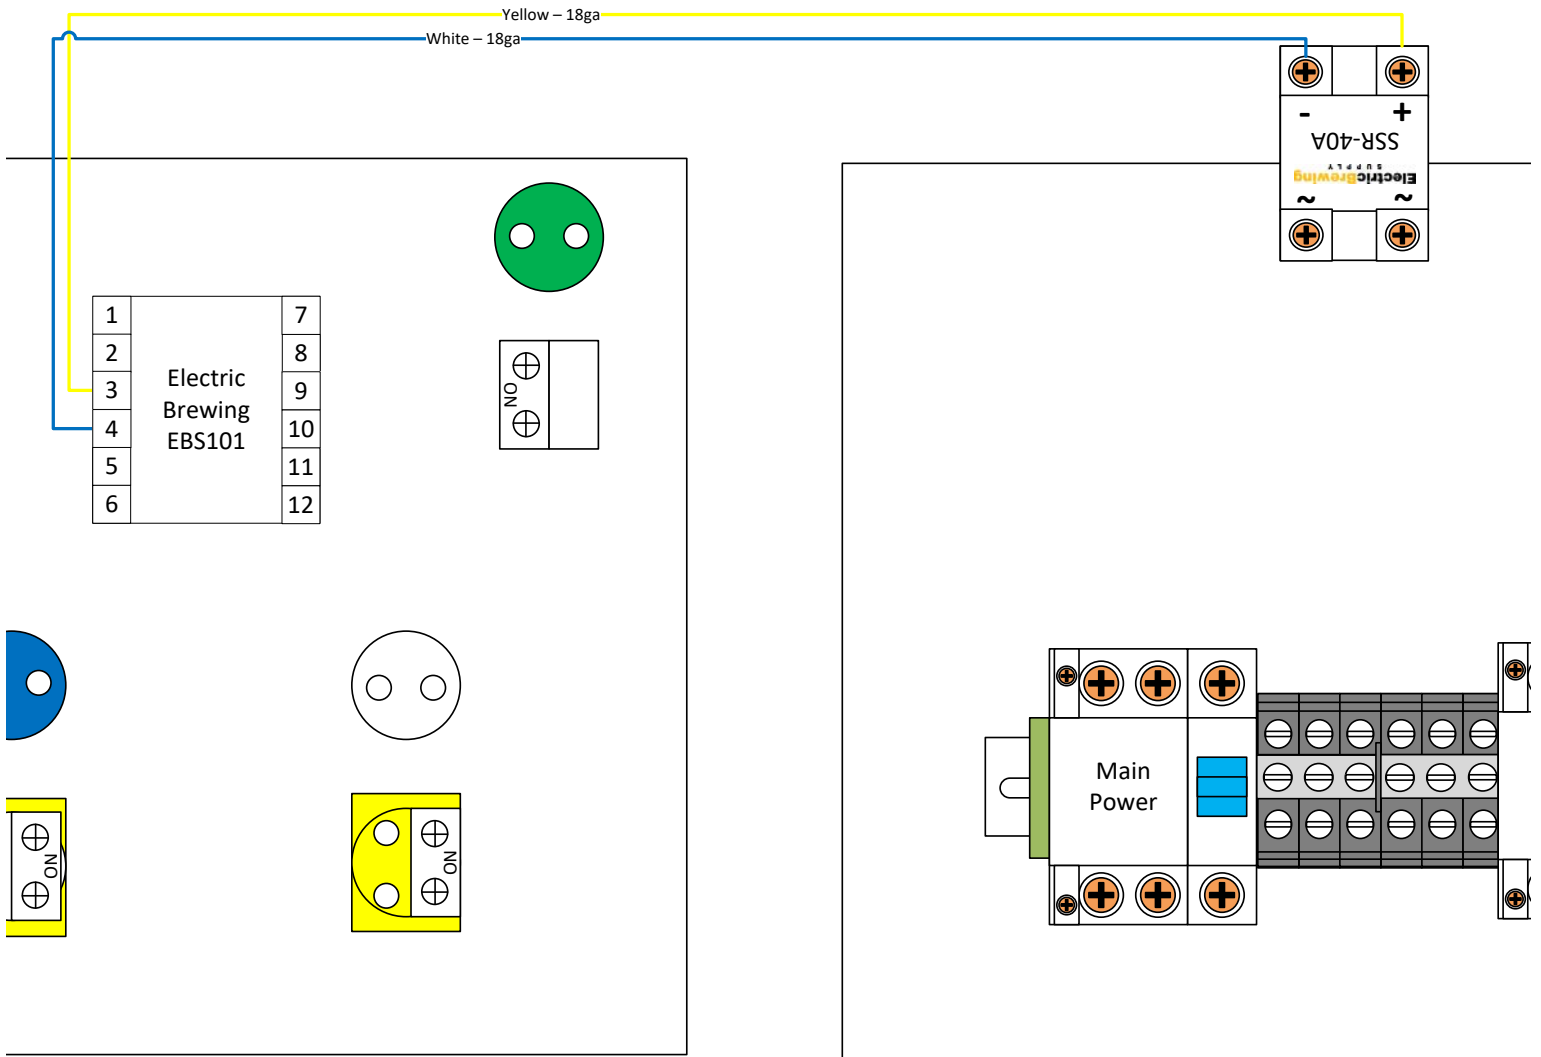 Yellow – 18ga
White – 18ga
- +
SSR-40A
ElectricBrewing
SUPPLY
~ ~
1 7
2 8
3 9
4 10
5 11
6 12
Electric
Brewing
EBS101
NO
NO
NO
Main
Power